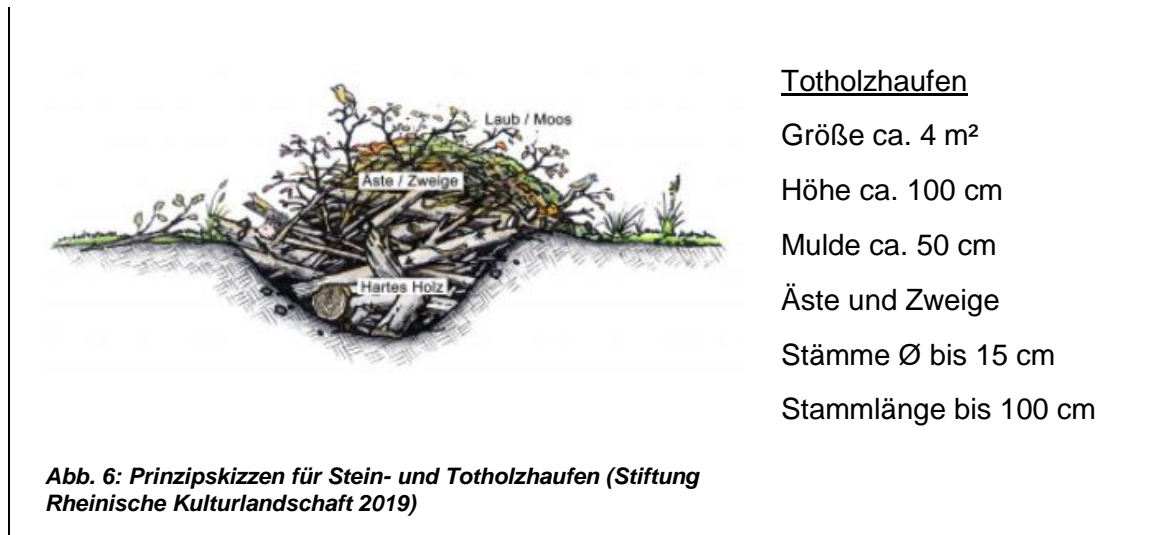 Laub / Moos
Äste / Zweige
Hartes Holz
Totholzhaufen
Größe ca. 4 m²
Höhe ca. 100 cm
Mulde ca. 50 cm
Äste und Zweige
Stämme Ø bis 15 cm
Stammlänge bis 100 cm
Abb. 6: Prinzipskizzen für Stein- und Totholzhaufen (Stiftung
Rheinische Kulturlandschaft 2019)